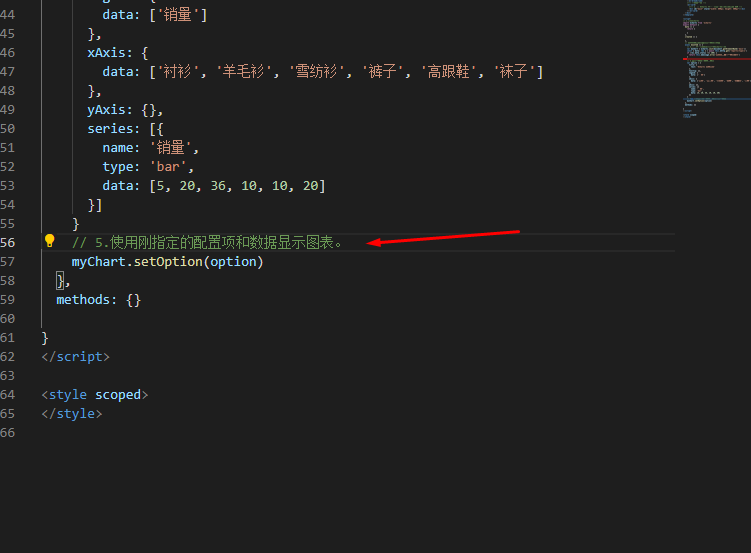 44 data: ['销量']
45 },
46 xAxis: {
47 data: ['衬衫', '羊毛衫', '雪纺衫', '裤子', '高跟鞋', '袜子']
48 },
49 yAxis: {},
50 series: [{
51 name: '销量',
52 type: 'bar',
53 data: [5, 20, 36, 10, 10, 20]
54 }]
55 }
56 // 5.使用刚指定的配置项和数据显示图表。
57 myChart.setOption(option)
58 },
59 methods: {}
60
61 }
62 </script>
63
64 <style scoped>
65 </style>
66